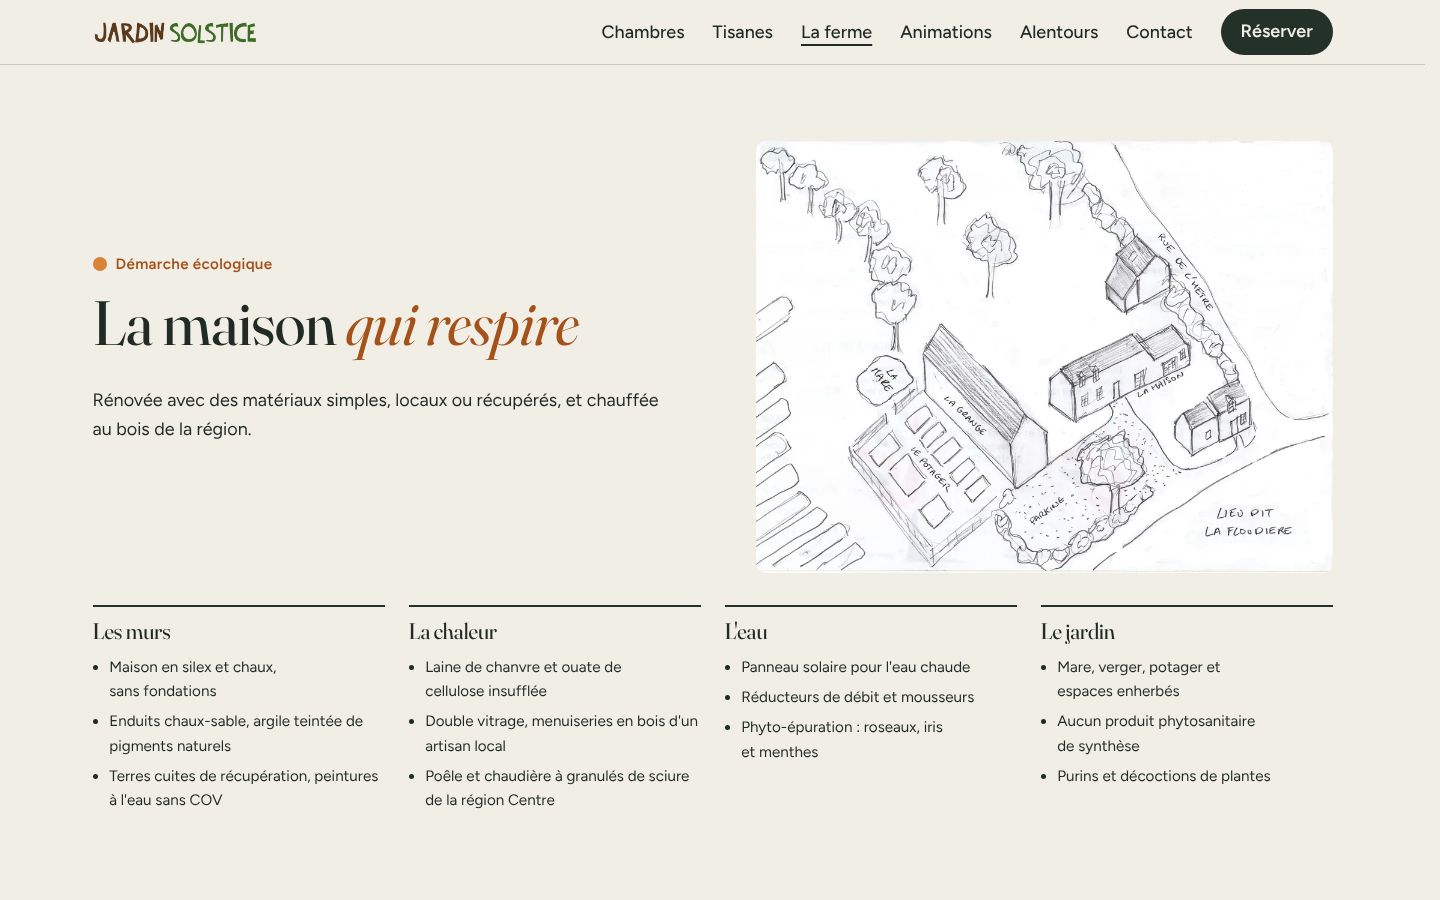 JARDIN SOLSTICE
Chambres
Tisanes
La ferme
Animations
Alentours
Contact
Réserver
Démarche écologique
La maison qui respire
Rénovée avec des matériaux simples, locaux ou récupérés, et chauffée
au bois de la région.
RUE DE L'HETRE
LA
MARE
LA GRANGE
LA MAISON
LE POTAGER
PARKING
LIEU DIT
LA FLOUDIERE
Les murs
Maison en silex et chaux,
sans fondations
Enduits chaux-sable, argile teintée de
pigments naturels
Terres cuites de récupération, peintures
à l'eau sans COV
La chaleur
Laine de chanvre et ouate de
cellulose insufflée
Double vitrage, menuiseries en bois d'un
artisan local
Poêle et chaudière à granulés de sciure
de la région Centre
L'eau
Panneau solaire pour l'eau chaude
Réducteurs de débit et mousseurs
Phyto-épuration : roseaux, iris
et menthes
Le jardin
Mare, verger, potager et
espaces enherbés
Aucun produit phytosanitaire
de synthèse
Purins et décoctions de plantes